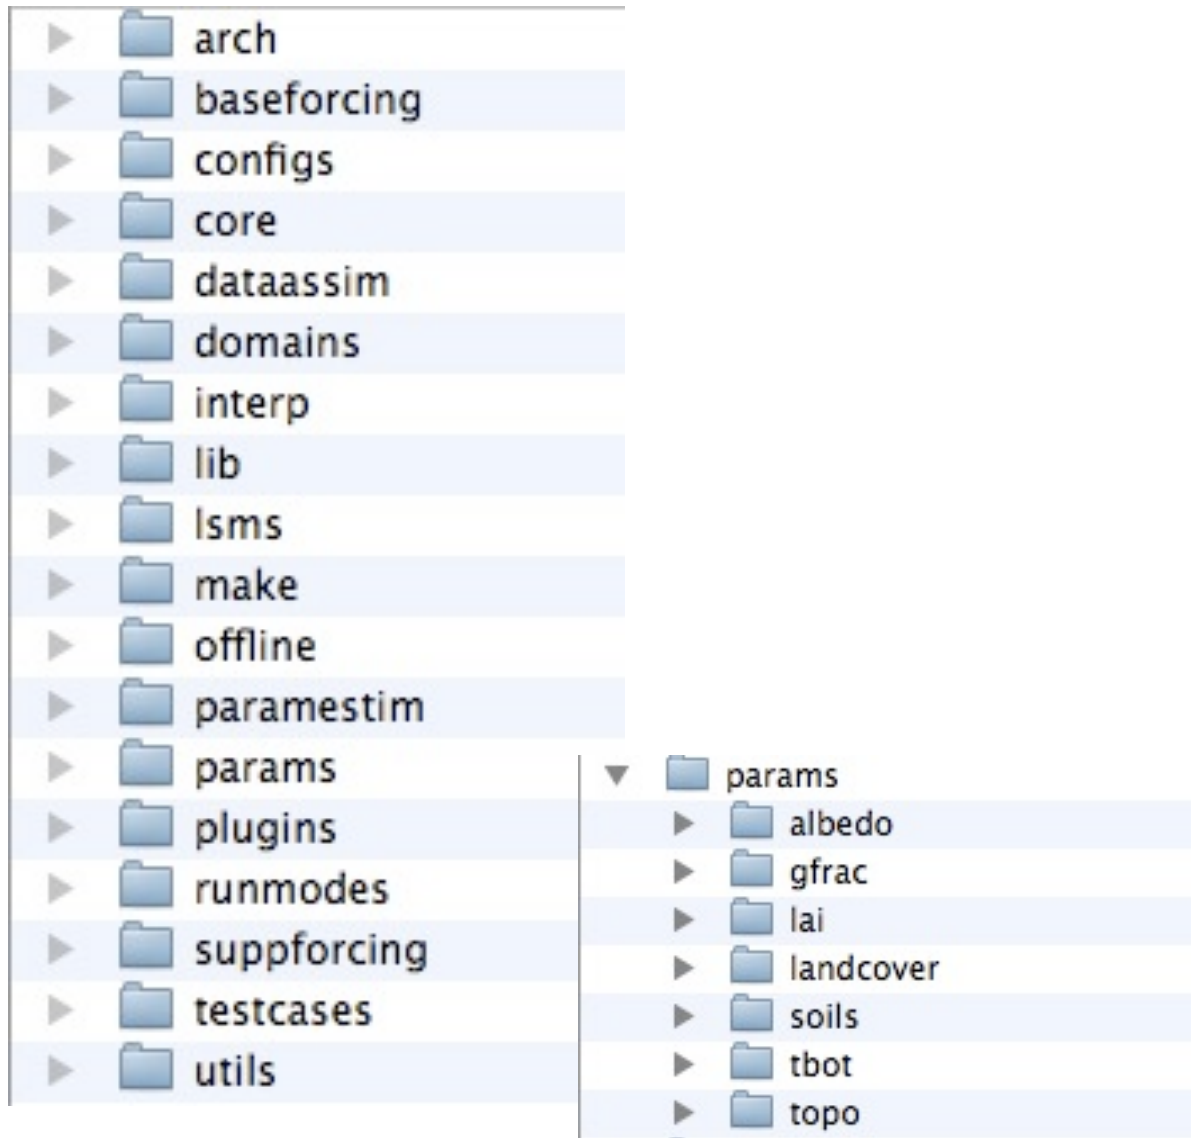 arch
baseforcing
configs
core
dataassim
domains
interp
lib
lsms
make
offline
paramestim
params
plugins
runmodes
suppforcing
testcases
utils
params
albedo
gfrac
lai
landcover
soils
tbot
topo